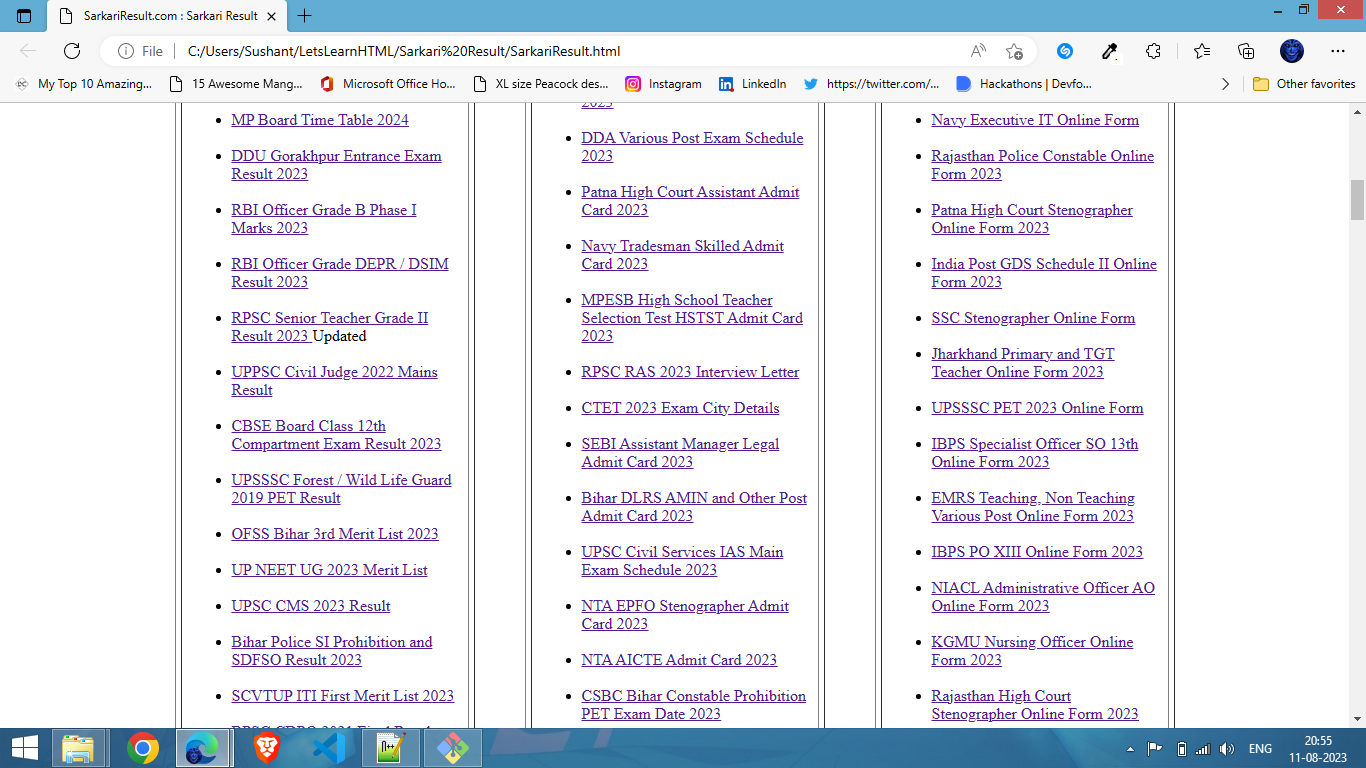 SarkariResult.com : Sarkari Result
File
C:/Users/Sushant/LetsLearnHTML/Sarkari%20Result/SarkariResult.html
My Top 10 Amazing...
15 Awesome Mang...
Microsoft Office Ho...
XL size Peacock des...
Instagram
LinkedIn
https://twitter.com/...
Hackathons | Devfo...
Other favorites
MP Board Time Table 2024
DDU Gorakhpur Entrance Exam
Result 2023
RBI Officer Grade B Phase I
Marks 2023
RBI Officer Grade DEPR / DSIM
Result 2023
RPSC Senior Teacher Grade II
Result 2023 Updated
UPPSC Civil Judge 2022 Mains
Result
CBSE Board Class 12th
Compartment Exam Result 2023
UPSSSC Forest / Wild Life Guard
2019 PET Result
OFSS Bihar 3rd Merit List 2023
UP NEET UG 2023 Merit List
UPSC CMS 2023 Result
Bihar Police SI Prohibition and
SDFSO Result 2023
SCVTUP ITI First Merit List 2023
2023
DDA Various Post Exam Schedule
2023
Patna High Court Assistant Admit
Card 2023
Navy Tradesman Skilled Admit
Card 2023
MPESB High School Teacher
Selection Test HSTST Admit Card
2023
RPSC RAS 2023 Interview Letter
CTET 2023 Exam City Details
SEBI Assistant Manager Legal
Admit Card 2023
Bihar DLRS AMIN and Other Post
Admit Card 2023
UPSC Civil Services IAS Main
Exam Schedule 2023
NTA EPFO Stenographer Admit
Card 2023
NTA AICTE Admit Card 2023
CSBC Bihar Constable Prohibition
PET Exam Date 2023
Navy Executive IT Online Form
Rajasthan Police Constable Online
Form 2023
Patna High Court Stenographer
Online Form 2023
India Post GDS Schedule II Online
Form 2023
SSC Stenographer Online Form
Jharkhand Primary and TGT
Teacher Online Form 2023
UPSSSC PET 2023 Online Form
IBPS Specialist Officer SO 13th
Online Form 2023
EMRS Teaching, Non Teaching
Various Post Online Form 2023
IBPS PO XIII Online Form 2023
NIACL Administrative Officer AO
Online Form 2023
KGMU Nursing Officer Online
Form 2023
Rajasthan High Court
Stenographer Online Form 2023
ENG
20:55
11-08-2023